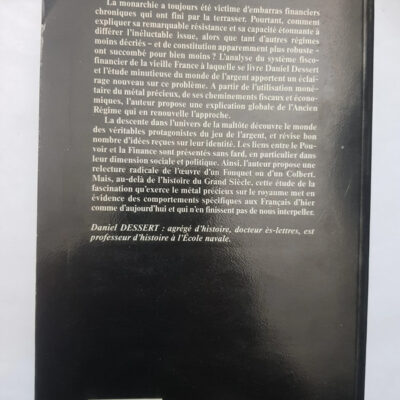 La monarchie a toujours été victime d'embarras financiers
chroniques qui ont fini par la terrasser. Pourtant, comment
expliquer sa remarquable résistance et sa capacité étonnante à
différer l'inéluctable issue, alors que tant d'autres régimes
moins décriés – et de constitution apparemment plus robuste –
ont succombé pour bien moins ? L'analyse du système fisco-
financier de la vieille France à laquelle se livre Daniel Dessert
et l'étude minutieuse du monde de l'argent apportent un éclai-
rage nouveau sur ce problème. A partir de l'utilisation moné-
taire du métal précieux, de ses cheminements fiscaux et écono-
miques, l'auteur propose une explication globale de l'Ancien
Régime qui en renouvelle l'approche.
La descente dans l'univers de la maltôte découvre le monde
des véritables protagonistes du jeu de l'argent, et révise bon
nombre d'idées reçues sur leur identité. Les liens entre le Pou-
voir et la Finance sont présentés sans fard, en particulier dans
leur dimension sociale et politique. Ainsi, l'auteur propose une
relecture radicale de l'œuvre d'un Fouquet ou d'un Colbert.
Mais, au-delà de l'histoire du Grand Siècle, cette étude de la
fascination qu'exerce le métal précieux sur le royaume met en
évidence des comportements spécifiques aux Français d'hier
comme d'aujourd'hui et qui n'en finissent pas de nous interpeller.
Daniel DESSERT : agrégé d'histoire, docteur ès-lettres, est
professeur d'histoire à l'École navale.